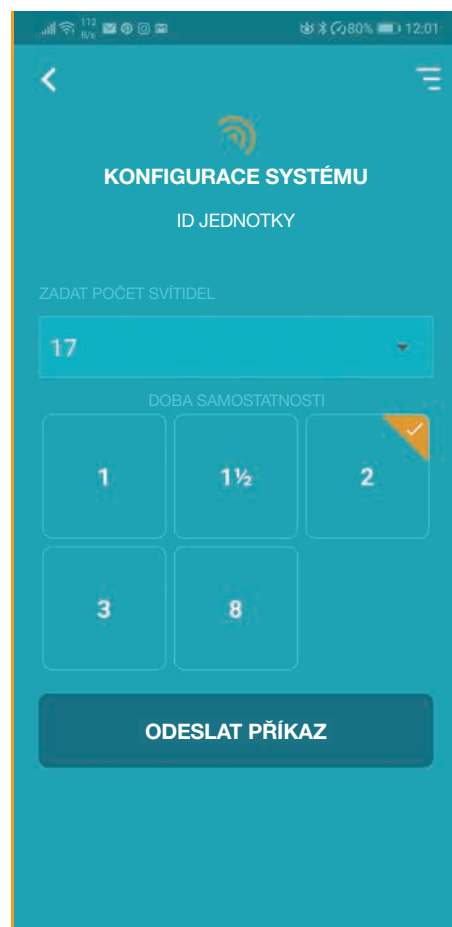 112 B/s 80% 12:01
KONFIGURACE SYSTÉMU
ID JEDNOTKY
ZADAT POČET SVÍTIDEL
17
DOBA SAMOSTATNOSTI
1 1½ 2
3 8
ODESLAT PŘÍKAZ